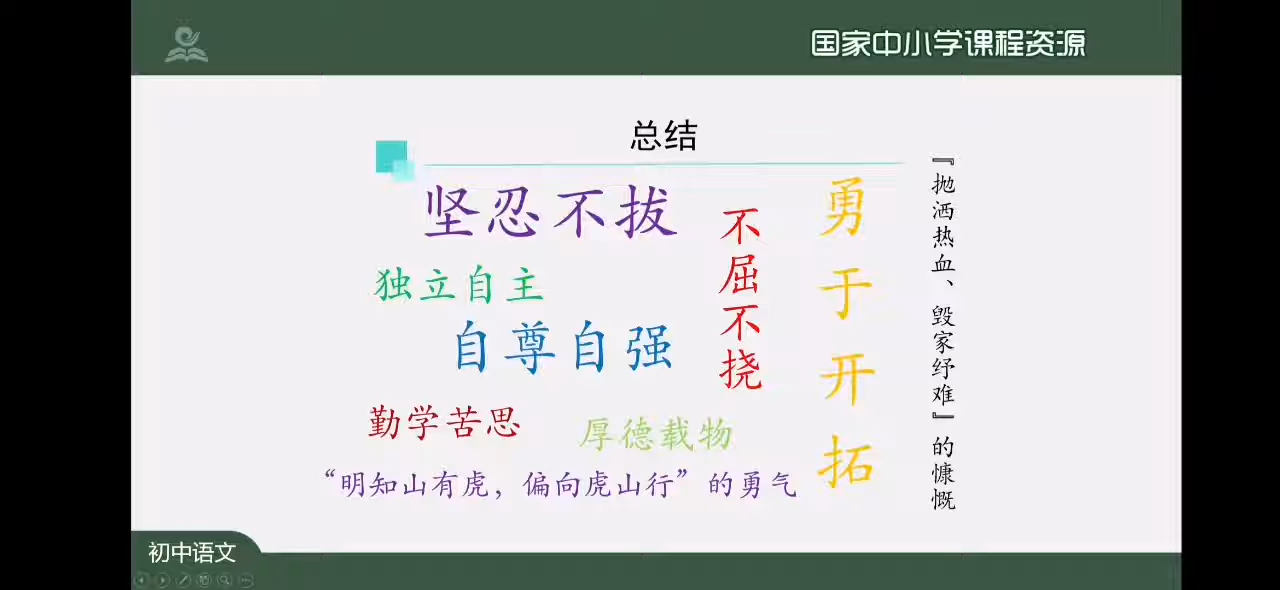 国家中小学课程资源
总结
坚忍不拔
独立自主
自尊自强
勤学苦思
厚德载物
“明知山有虎，偏向虎山行”的勇气
不屈不挠
勇于开拓
『抛洒热血、毁家纾难』的慷慨
初中语文